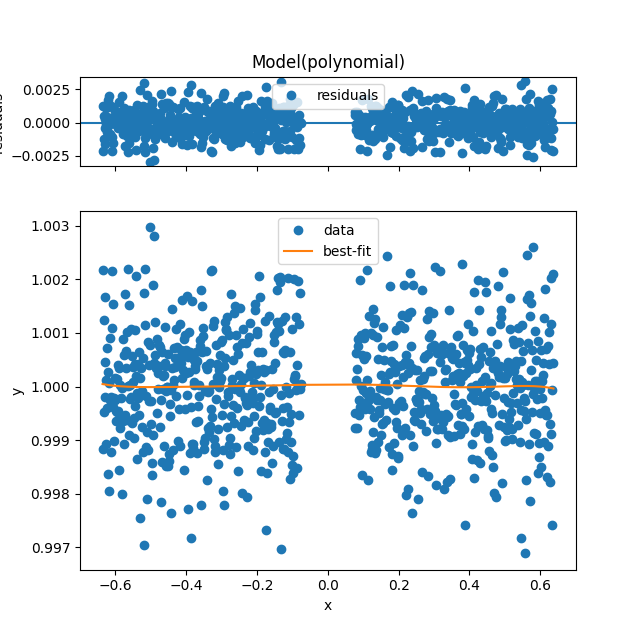 Model(polynomial)
0.0025
0.0000
−0.0025
residuals
residuals
1.003
1.002
1.001
1.000
0.999
0.998
0.997
y
data
best-fit
−0.6
−0.4
−0.2
0.0
0.2
0.4
0.6
x